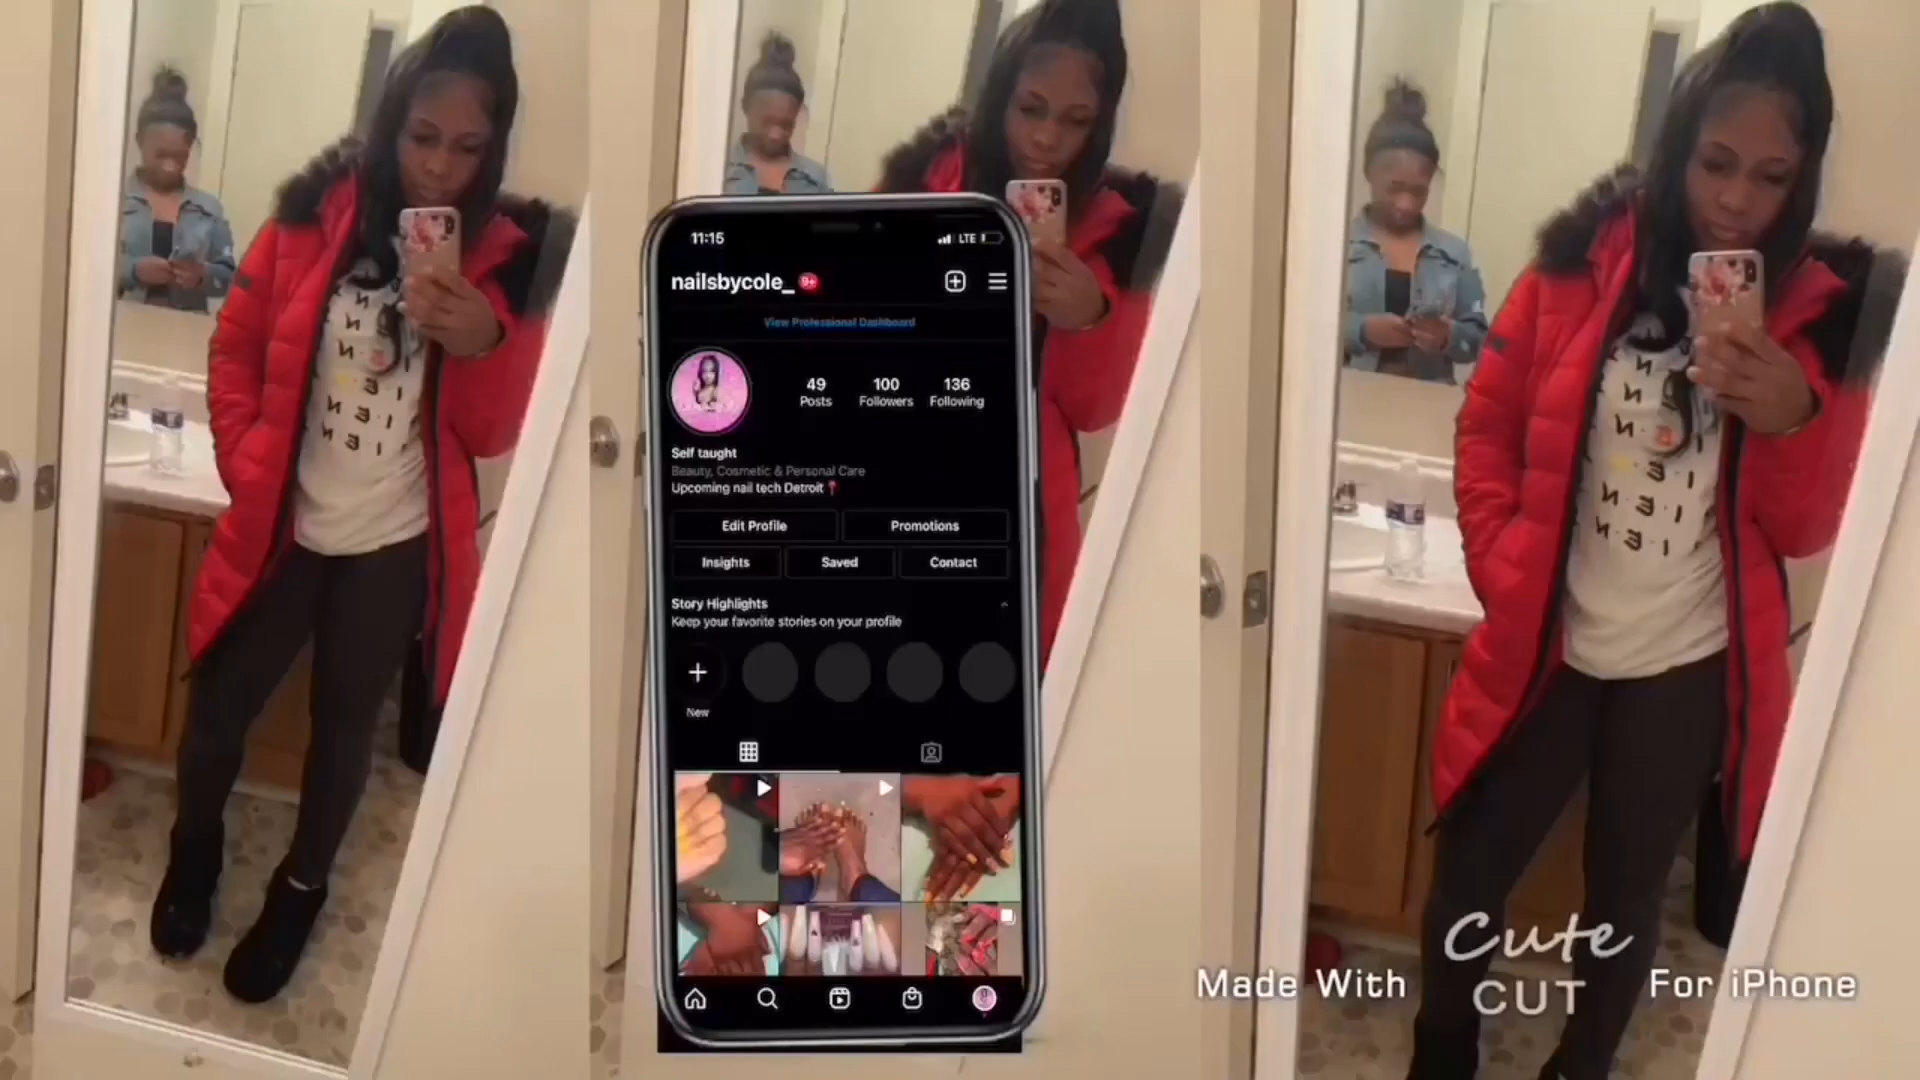 11:15
LTE
nailsbycole_ 9+
View Professional Dashboard
49
Posts
100
Followers
136
Following
Self taught
Beauty, Cosmetic & Personal Care
Upcoming nail tech Detroit
Edit Profile
Promotions
Insights
Saved
Contact
Story Highlights
Keep your favorite stories on your profile
New
Made With Cute CUT For iPhone